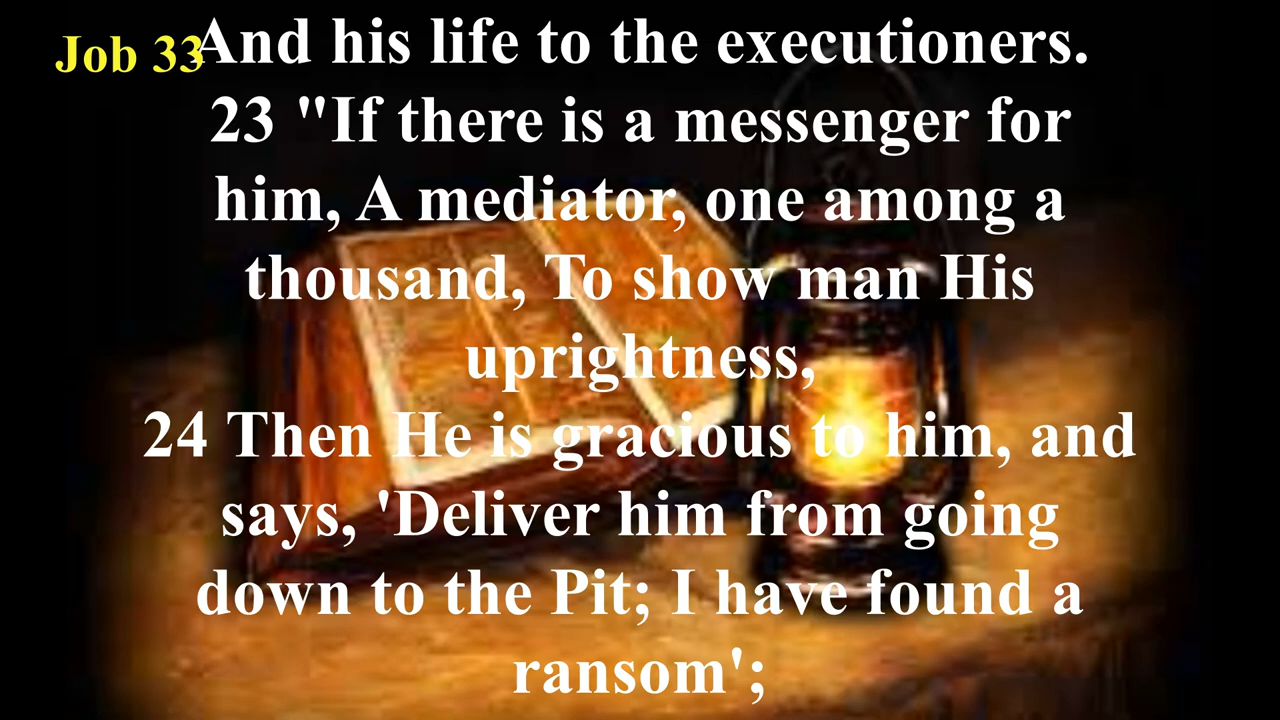 Job 33
And his life to the executioners.
23 "If there is a messenger for
him, A mediator, one among a
thousand, To show man His
uprightness,
24 Then He is gracious to him, and
says, 'Deliver him from going
down to the Pit; I have found a
ransom';